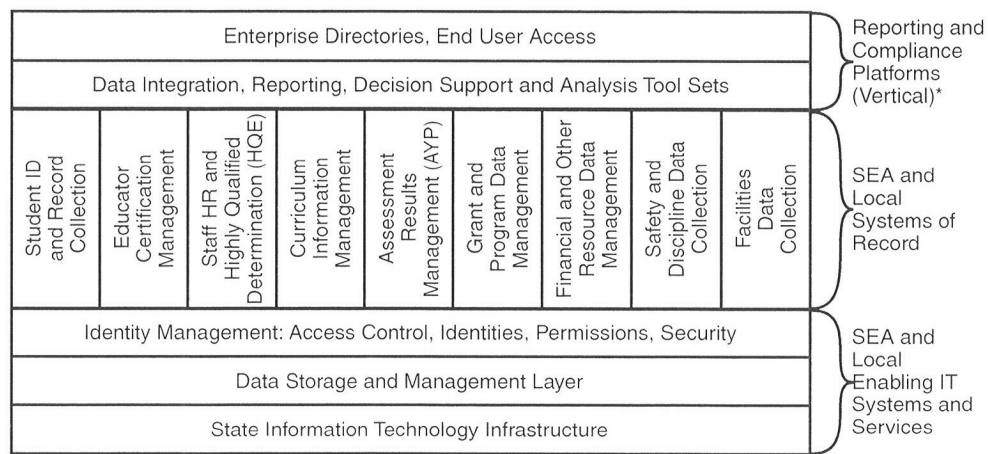 Enterprise Directories, End User Access
Data Integration, Reporting, Decision Support and Analysis Tool Sets
Reporting and
Compliance
Platforms
(Vertical)*
Student ID
and Record
Collection
Educator
Certification
Management
Staff HR and
Highly Qualified
Determination (HQE)
Curriculum
Information
Management
Assessment
Results
Management (AYP)
Grant and
Program Data
Management
Financial and Other
Resource Data
Management
Safety and
Discipline Data
Collection
Facilities
Data
Collection
SEA and
Local
Systems of
Record
Identity Management: Access Control, Identities, Permissions, Security
Data Storage and Management Layer
State Information Technology Infrastructure
SEA and
Local
Enabling IT
Systems and
Services